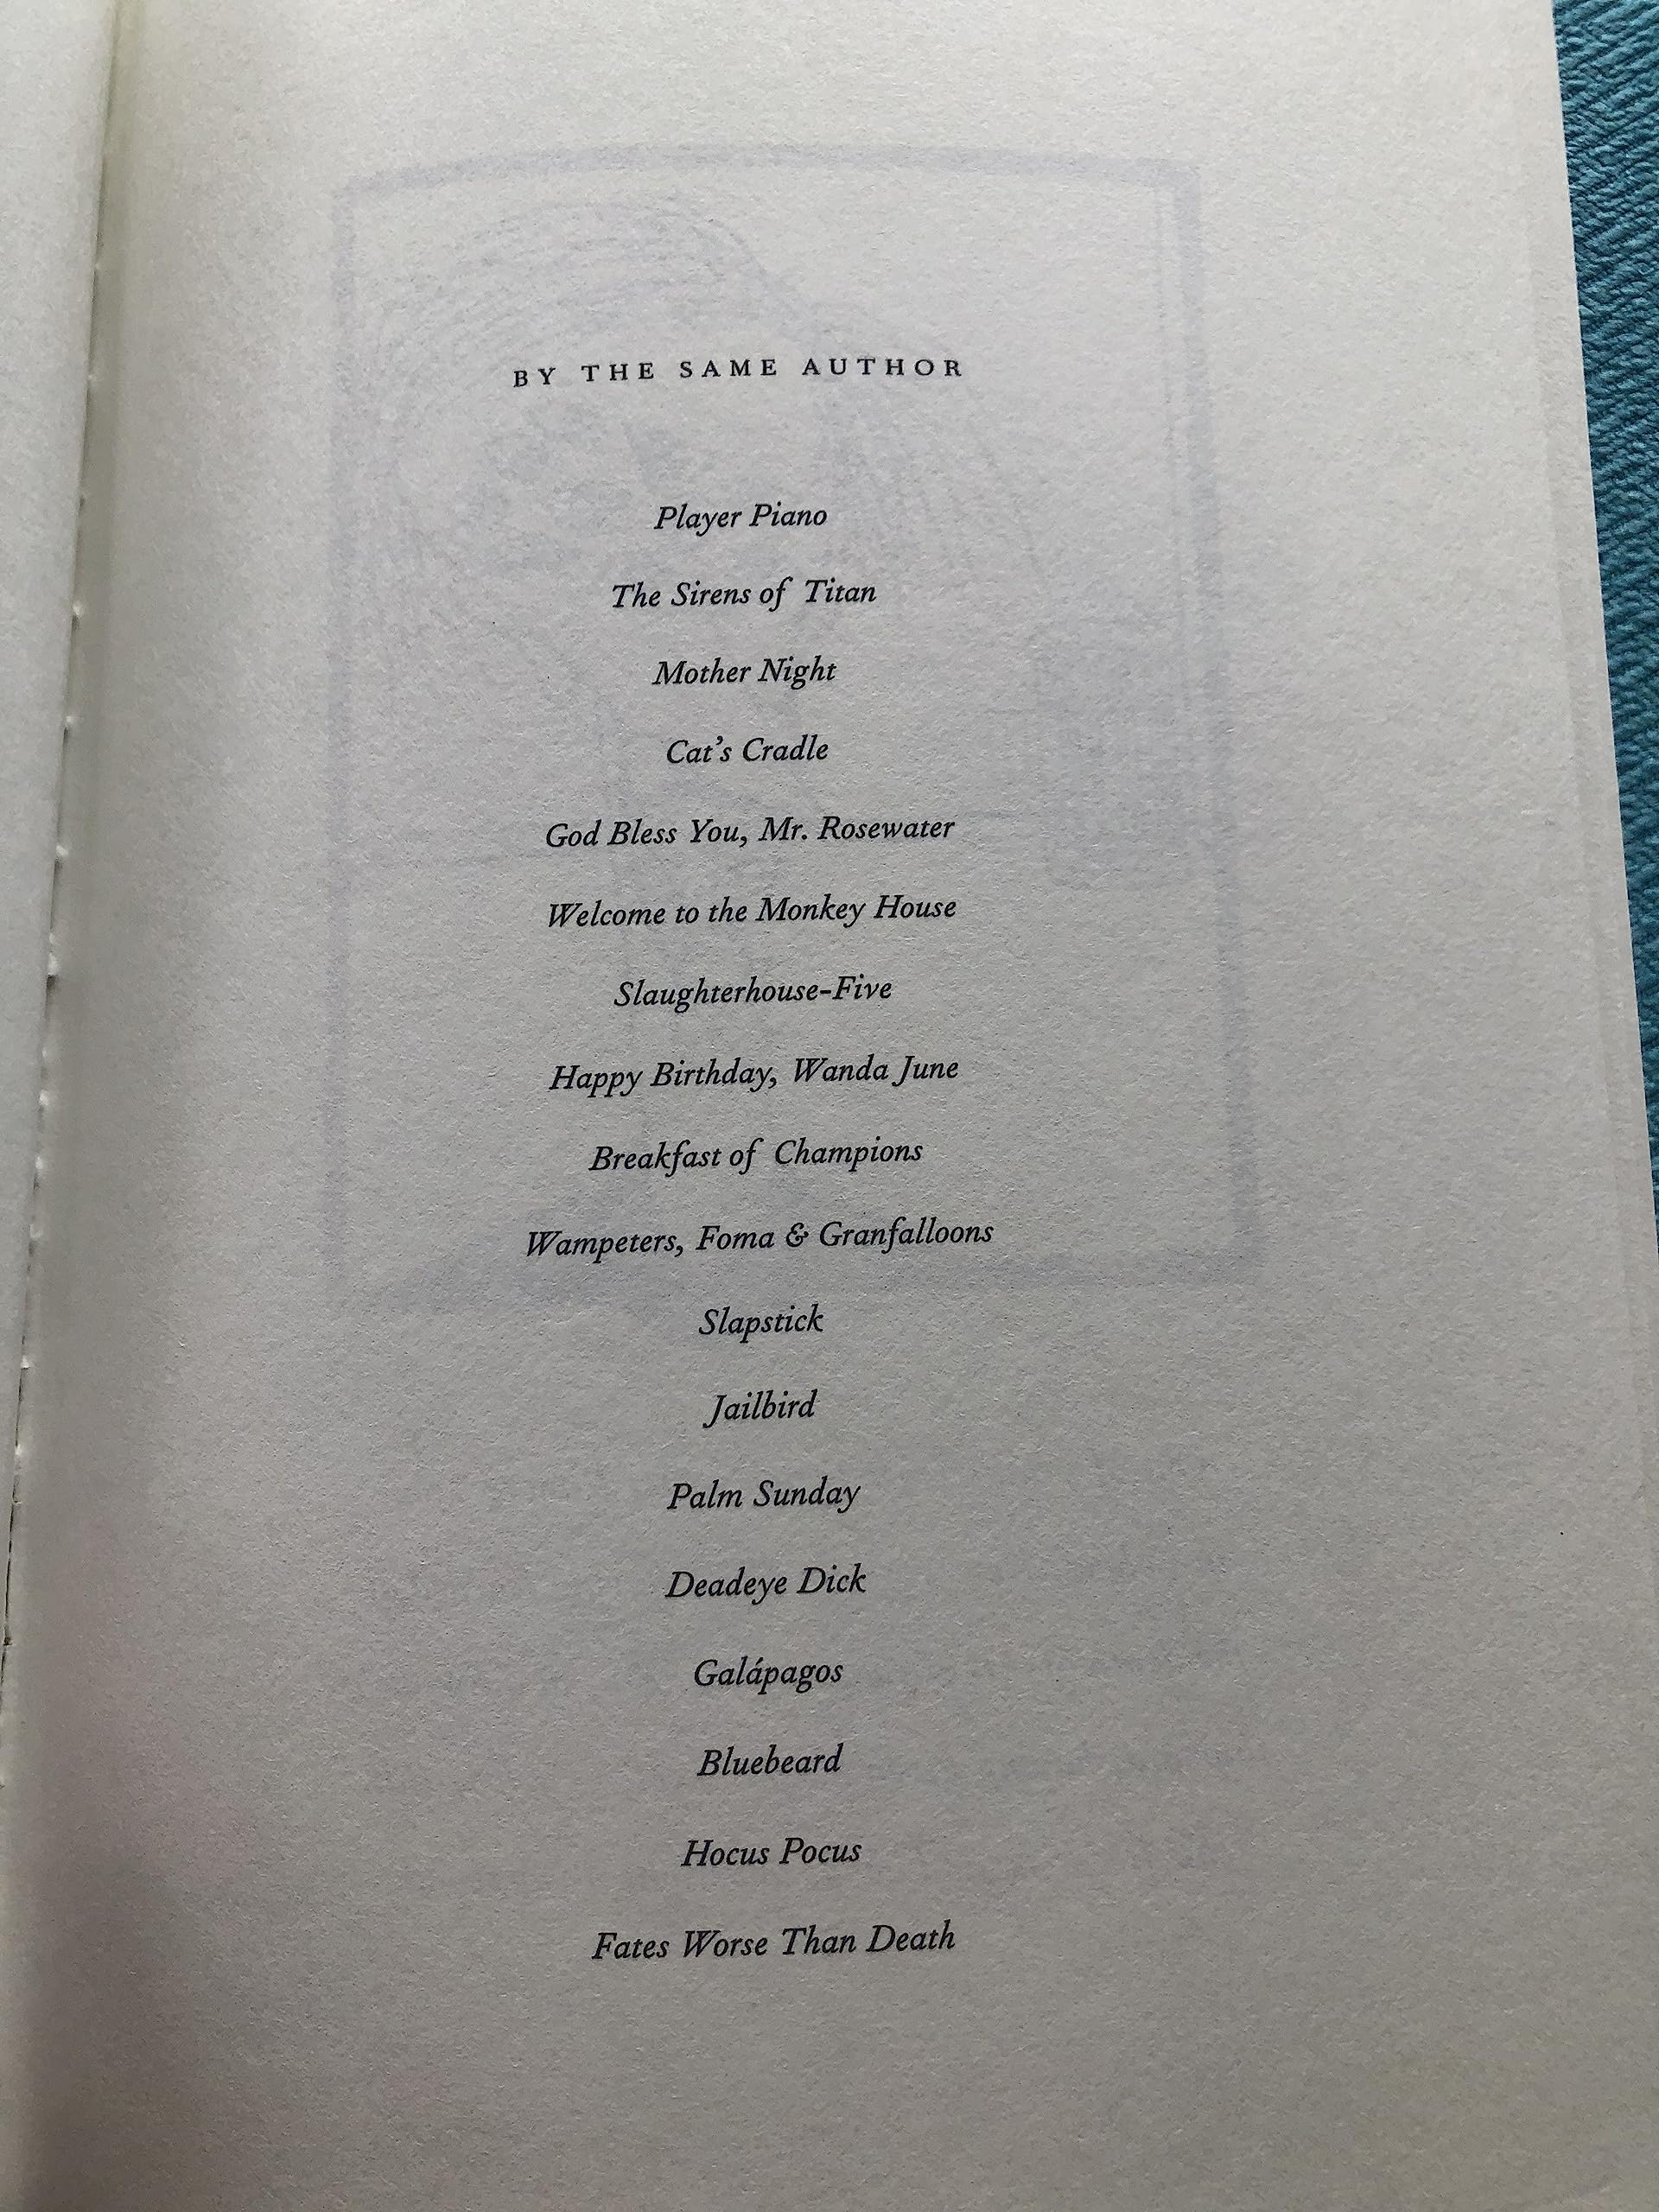 BY THE SAME AUTHOR
Player Piano
The Sirens of Titan
Mother Night
Cat's Cradle
God Bless You, Mr. Rosewater
Welcome to the Monkey House
Slaughterhouse-Five
Happy Birthday, Wanda June
Breakfast of Champions
Wampeters, Foma & Granfalloons
Slapstick
Jailbird
Palm Sunday
Deadeye Dick
Galápagos
Bluebeard
Hocus Pocus
Fates Worse Than Death